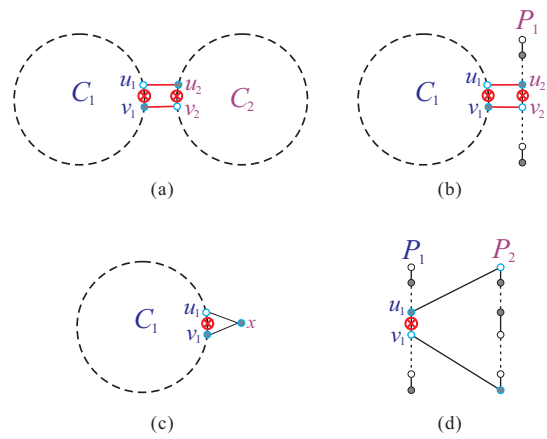 P₁
C₁ u₁ u₂ C₂
v₁ v₂
C₁ u₁ u₂
v₁ v₂
(a) (b)
P₁ P₂
C₁ u₁ x
v₁
u₁
v₁
(c) (d)